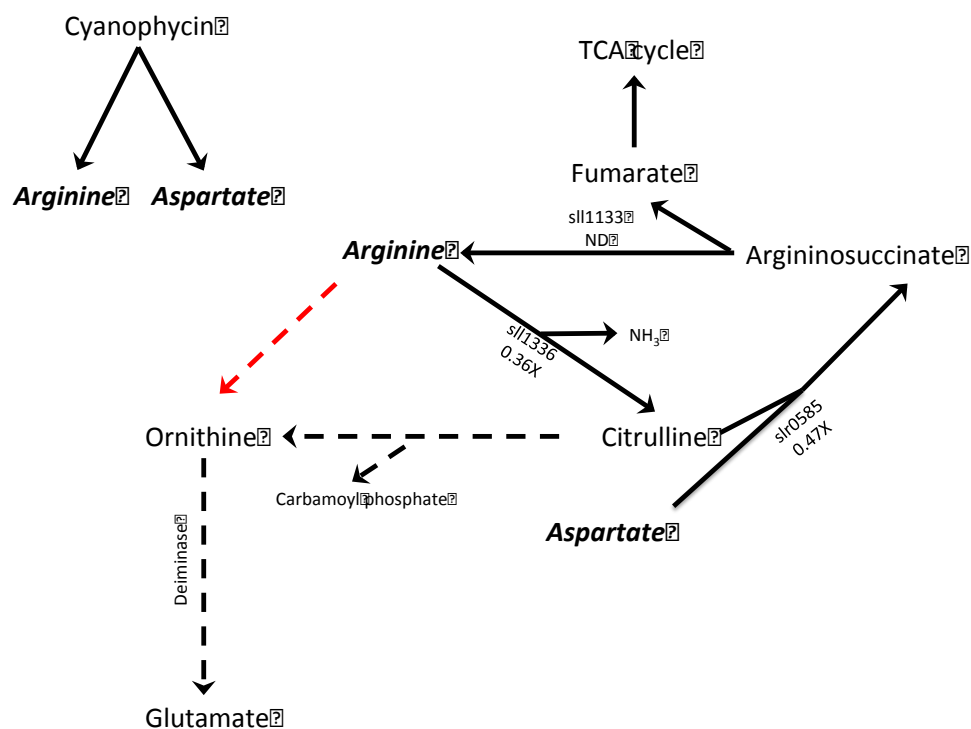 Cyanophycin
TCA cycle
Arginine
Aspartate
Fumarate
sll1133
ND
Arginine
Argininosuccinate
sll1336
0.36X
NH₃
Ornithine
Citrulline
slr0585
0.47X
Carbamoyl phosphate
Aspartate
Deiminase
Glutamate